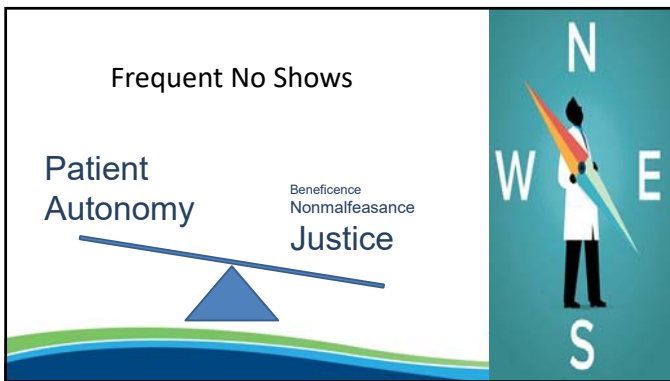 Frequent No Shows
Patient
Autonomy
Beneficence
Nonmalfeasance
Justice
N
W E
S